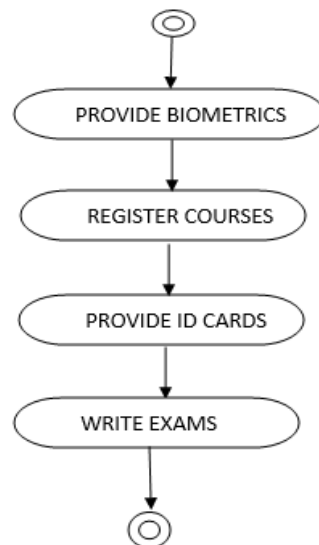 PROVIDE BIOMETRICS
REGISTER COURSES
PROVIDE ID CARDS
WRITE EXAMS